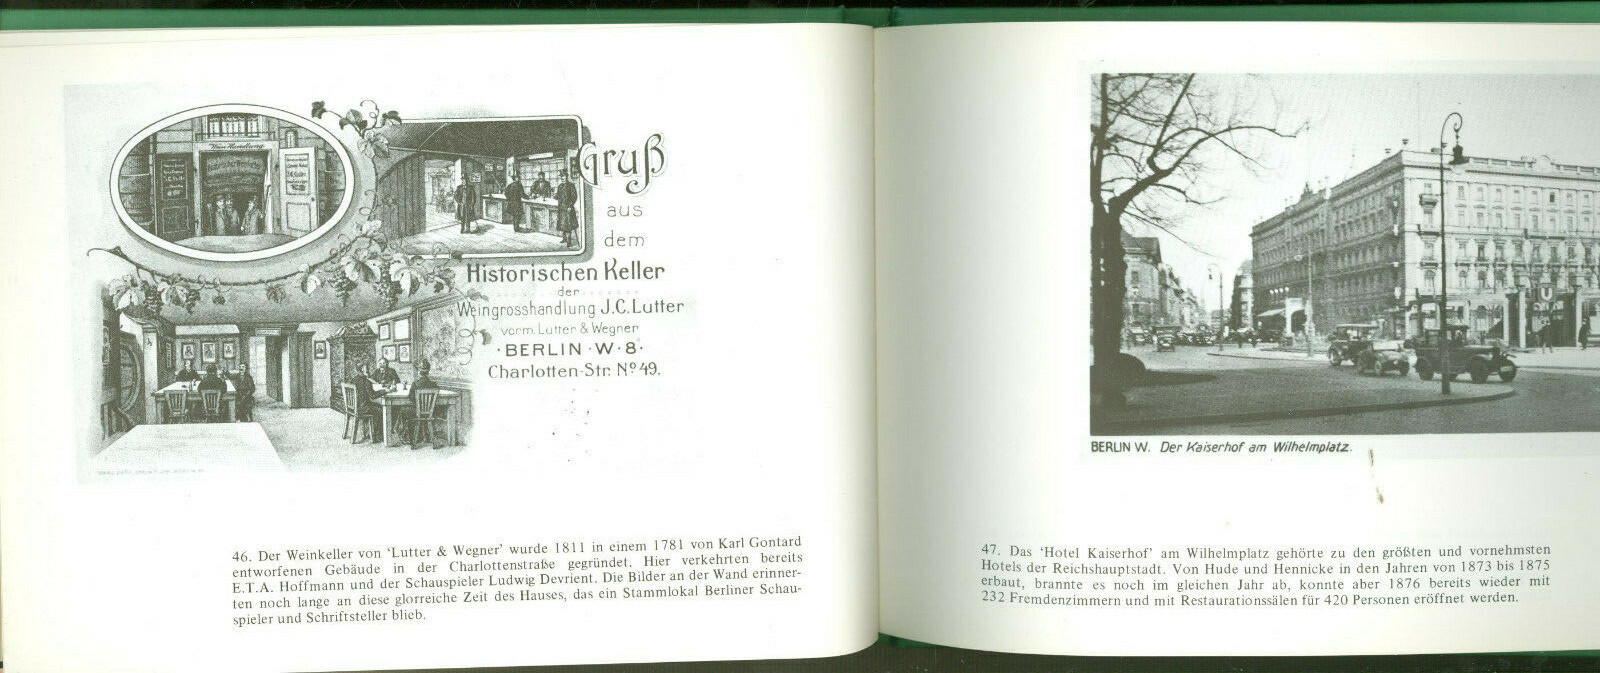 Wein Handlung
Gruß
aus
dem
Historischen Keller
der
Weingrosshandlung J.C. Lutter
vorm. Lutter & Wegner
·BERLIN·W·8·
Charlotten-Str. No 49.
46. Der Weinkeller von ‘Lutter & Wegner’ wurde 1811 in einem 1781 von Karl Gontard
entworfenen Gebäude in der Charlottenstraße gegründet. Hier verkehrten bereits
E.T.A. Hoffmann und der Schauspieler Ludwig Devrient. Die Bilder an der Wand erinner-
ten noch lange an diese glorreiche Zeit des Hauses, das ein Stammlokal Berliner Schau-
spieler und Schriftsteller blieb.
U
BERLIN W. Der Kaiserhof am Wilhelmplatz.
47. Das ‘Hotel Kaiserhof’ am Wilhelmplatz gehörte zu den größten und vornehmsten
Hotels der Reichshauptstadt. Von Hude und Hennicke in den Jahren von 1873 bis 1875
erbaut, brannte es noch im gleichen Jahr ab, konnte aber 1876 bereits wieder mit
232 Fremdenzimmern und mit Restaurationssälen für 420 Personen eröffnet werden.